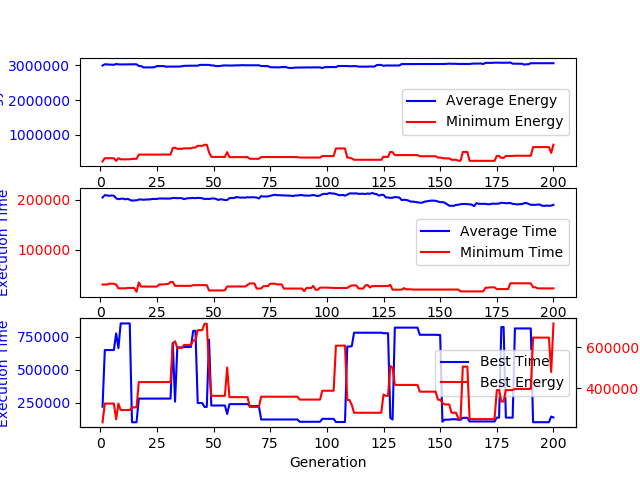 3000000
2000000
1000000
Average Energy
Minimum Energy
0 25 50 75 100 125 150 175 200
200000
100000
Execution Time
Average Time
Minimum Time
0 25 50 75 100 125 150 175 200
750000
500000
250000
Execution Time
Best Time
Best Energy
600000
400000
0 25 50 75 100 125 150 175 200
Generation